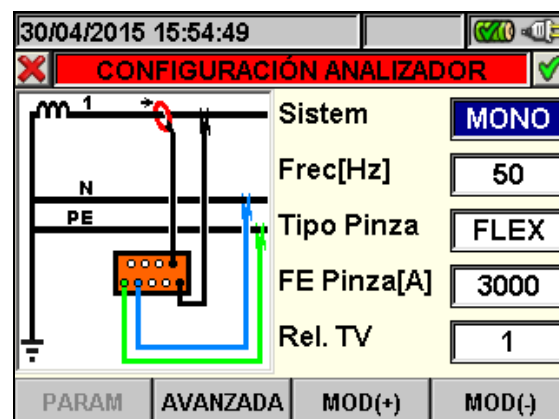 30/04/2015 15:54:49
CONFIGURACIÓN ANALIZADOR
1
N
PE
Sistem MONO
Frec[Hz] 50
Tipo Pinza FLEX
FE Pinza[A] 3000
Rel. TV 1
PARAM AVANZADA MOD(+) MOD(-)